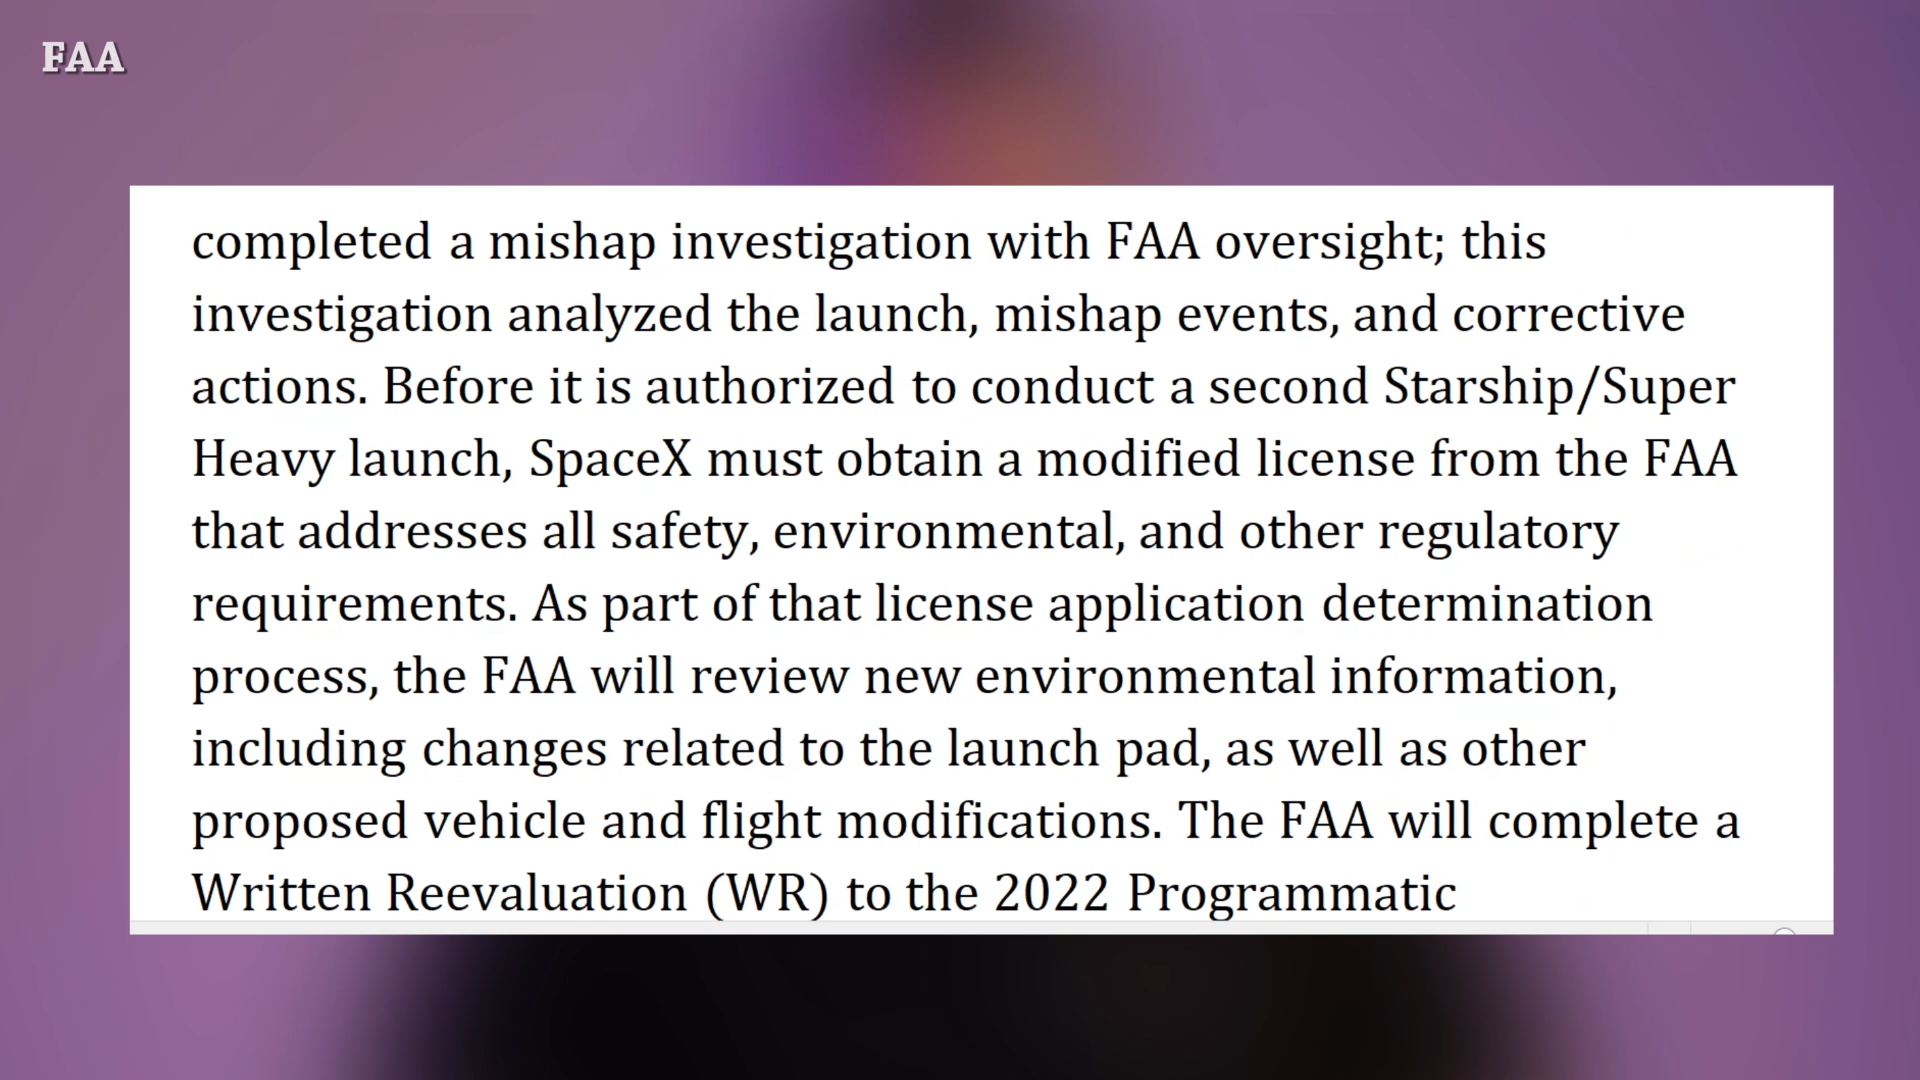 FAA
completed a mishap investigation with FAA oversight; this
investigation analyzed the launch, mishap events, and corrective
actions. Before it is authorized to conduct a second Starship/Super
Heavy launch, SpaceX must obtain a modified license from the FAA
that addresses all safety, environmental, and other regulatory
requirements. As part of that license application determination
process, the FAA will review new environmental information,
including changes related to the launch pad, as well as other
proposed vehicle and flight modifications. The FAA will complete a
Written Reevaluation (WR) to the 2022 Programmatic